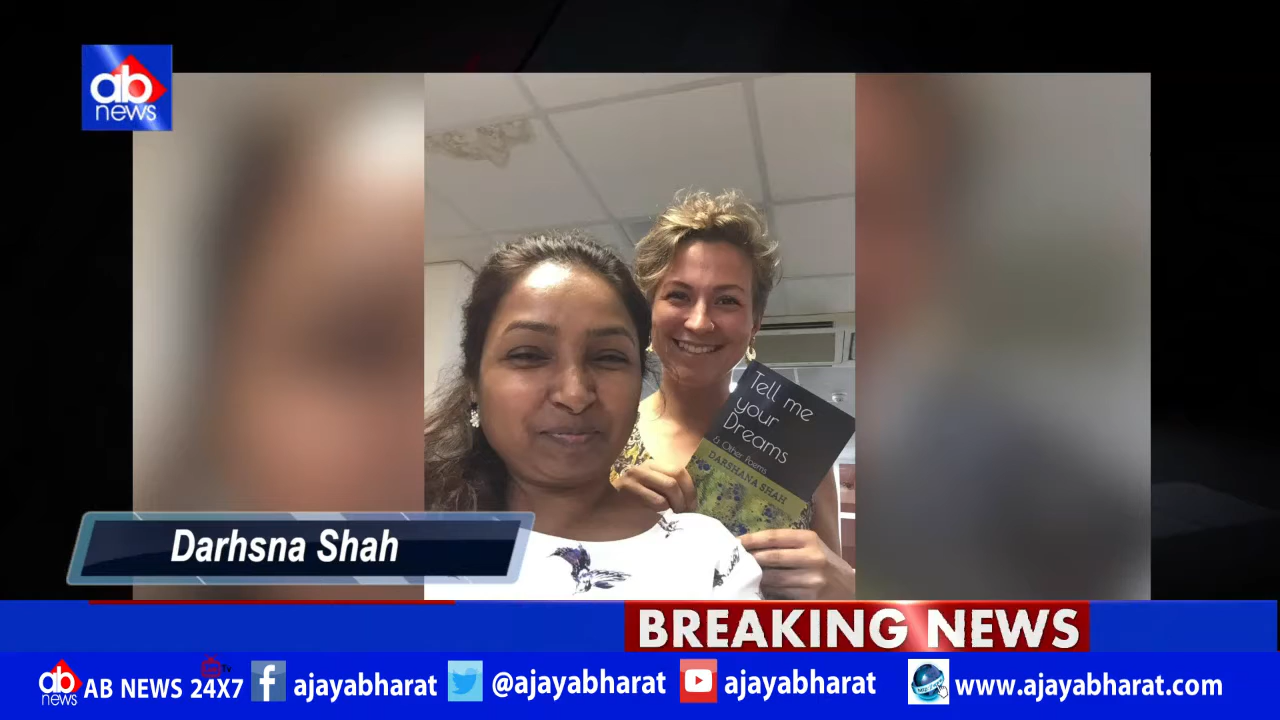 ab
news
Tell me
your
Dreams
& Other Poems
DARSHANA SHAH
Darhsna Shah
BREAKING NEWS
ab
news
AB NEWS 24X7
ajayabharat
@ajayabharat
ajayabharat
www.ajayabharat.com